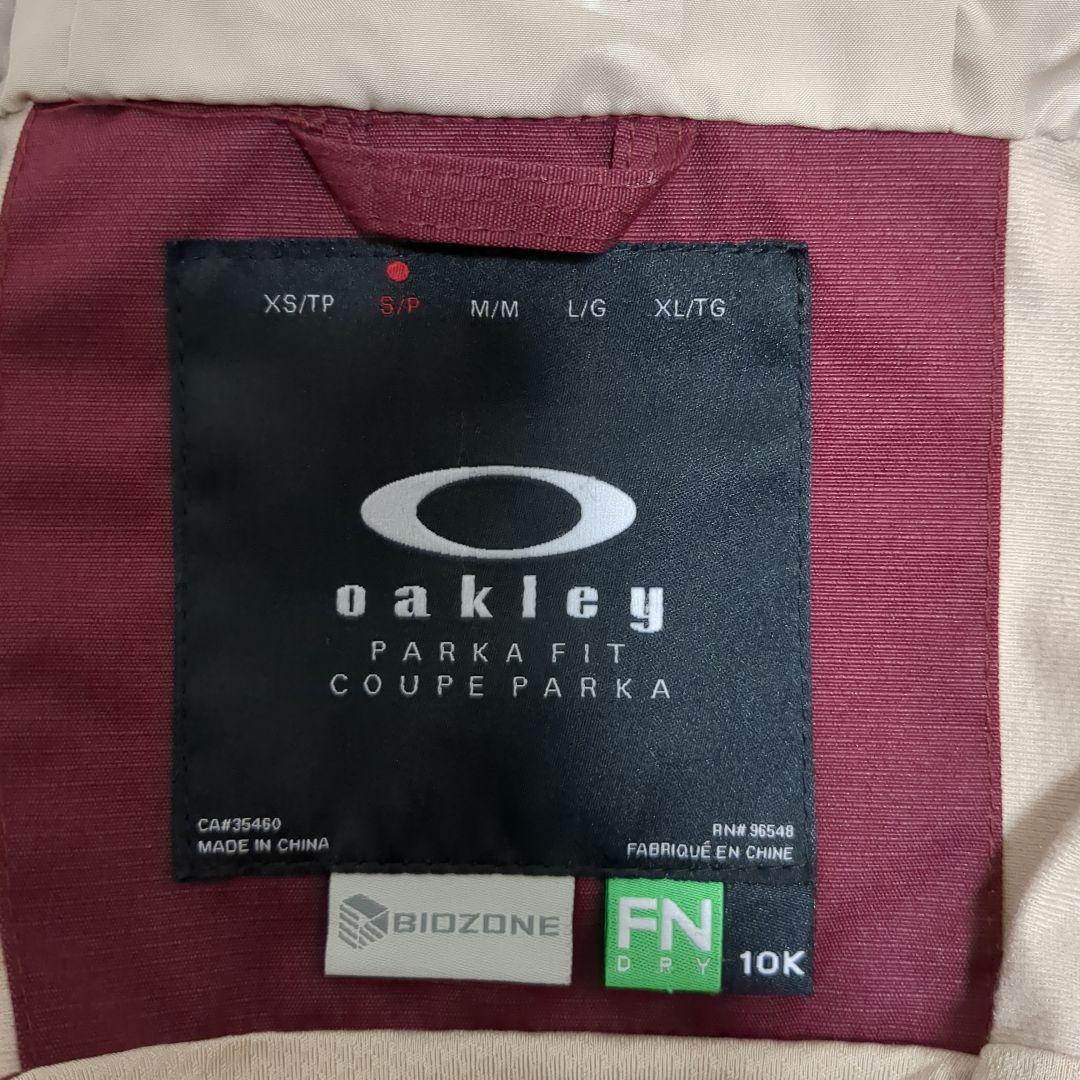 XS/TP S/P M/M L/G XL/TG
oakley
PARKA FIT
COUPE PARKA
CA#35460
MADE IN CHINA
RN# 96548
FABRIQUÉ EN CHINE
BIOZONE
FN
DRY
10K